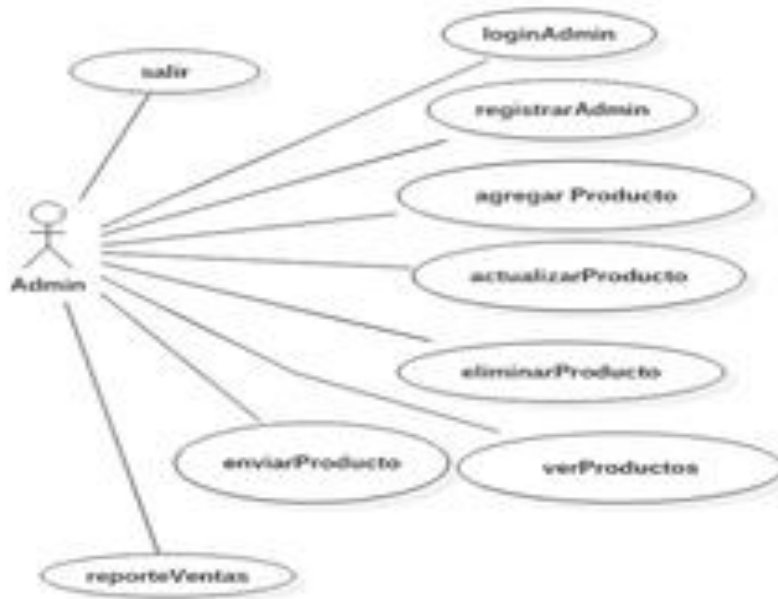 loginAdmin
salir
registrarAdmin
agregar Producto
Admin
actualizarProducto
eliminarProducto
enviarProducto
verProductos
reporteVentas